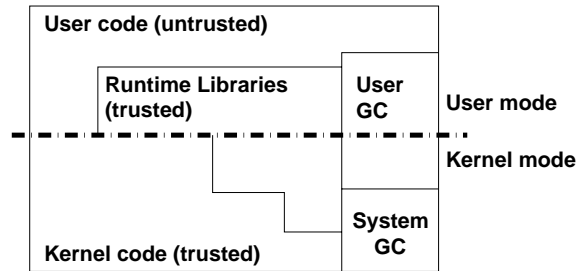 User code (untrusted)
Runtime Libraries
(trusted)
User
GC
User mode
Kernel mode
System
GC
Kernel code (trusted)